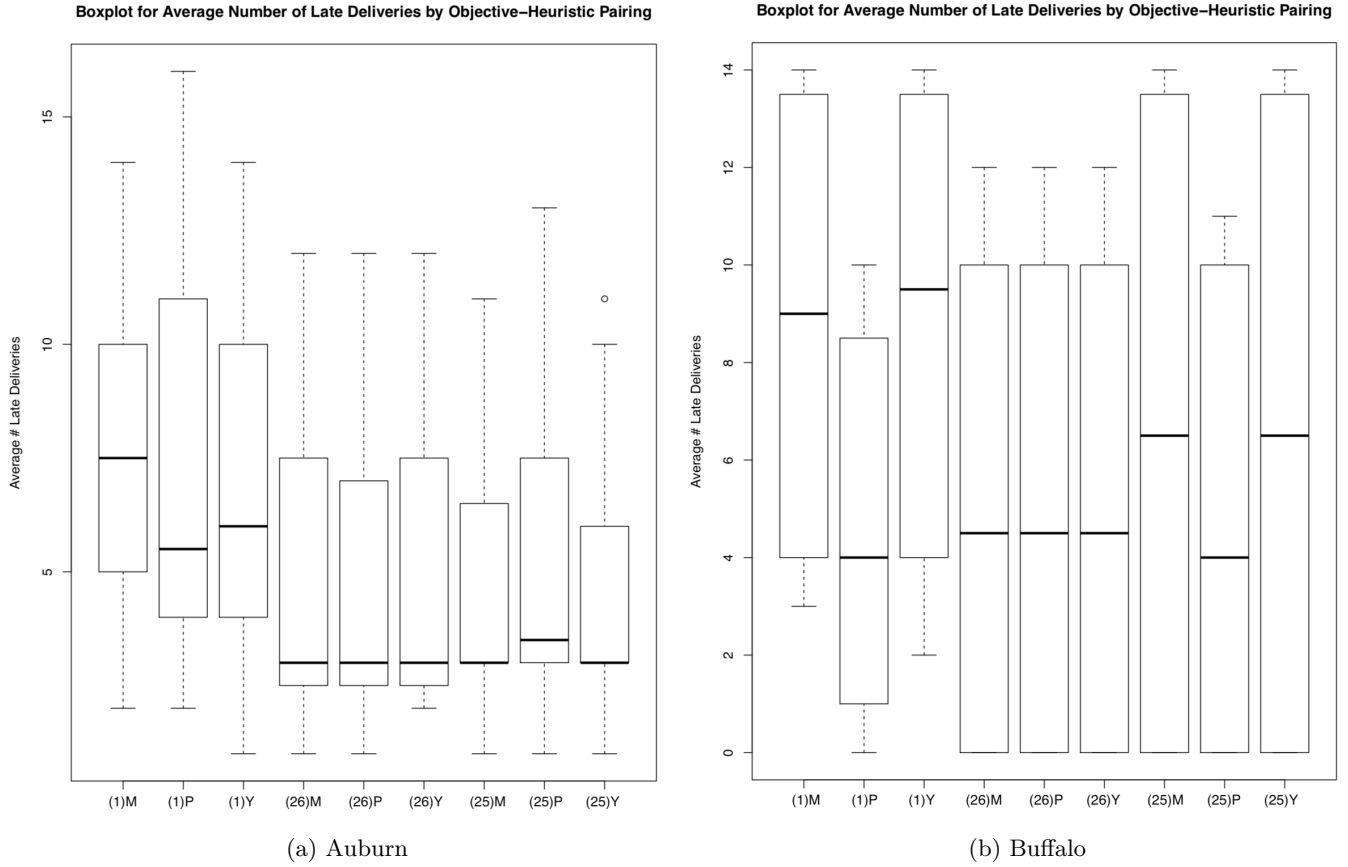 Boxplot for Average Number of Late Deliveries by Objective−Heuristic Pairing
Average # Late Deliveries
15
10
5
(1)M (1)P (1)Y (26)M (26)P (26)Y (25)M (25)P (25)Y
(a) Auburn
Boxplot for Average Number of Late Deliveries by Objective−Heuristic Pairing
Average # Late Deliveries
14
12
10
8
6
4
2
0
(1)M (1)P (1)Y (26)M (26)P (26)Y (25)M (25)P (25)Y
(b) Buffalo